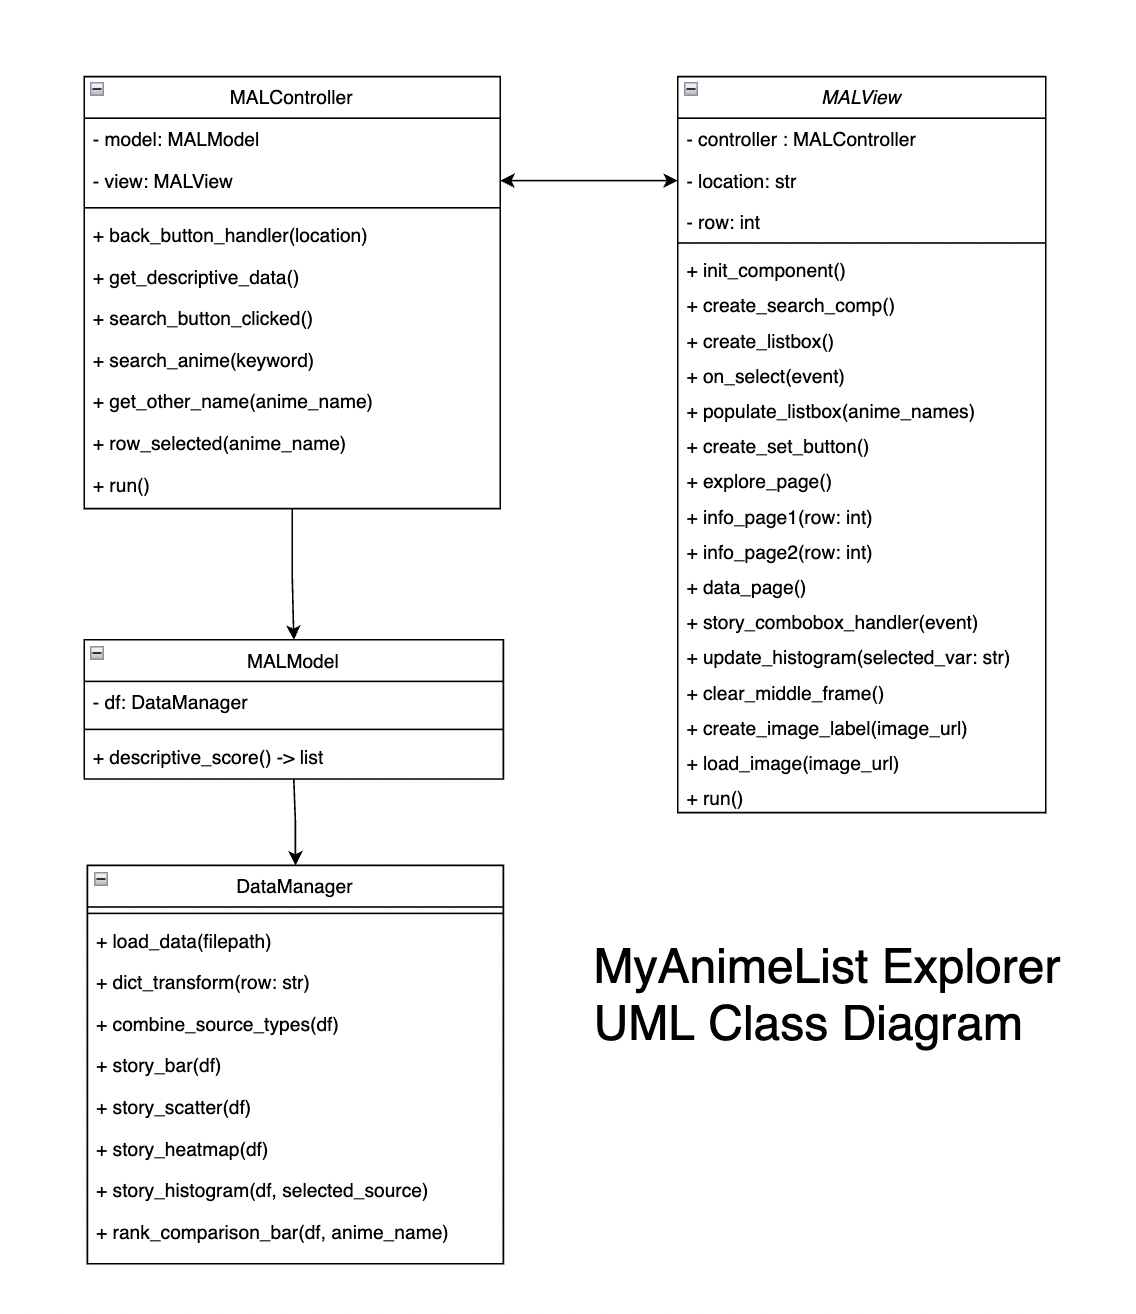 MALController
- model: MALModel
- view: MALView
+ back_button_handler(location)
+ get_descriptive_data()
+ search_button_clicked()
+ search_anime(keyword)
+ get_other_name(anime_name)
+ row_selected(anime_name)
+ run()
MALView
- controller : MALController
- location: str
- row: int
+ init_component()
+ create_search_comp()
+ create_listbox()
+ on_select(event)
+ populate_listbox(anime_names)
+ create_set_button()
+ explore_page()
+ info_page1(row: int)
+ info_page2(row: int)
+ data_page()
+ story_combobox_handler(event)
+ update_histogram(selected_var: str)
+ clear_middle_frame()
+ create_image_label(image_url)
+ load_image(image_url)
+ run()
MALModel
- df: DataManager
+ descriptive_score() -> list
DataManager
+ load_data(filepath)
+ dict_transform(row: str)
+ combine_source_types(df)
+ story_bar(df)
+ story_scatter(df)
+ story_heatmap(df)
+ story_histogram(df, selected_source)
+ rank_comparison_bar(df, anime_name)
MyAnimeList Explorer
UML Class Diagram